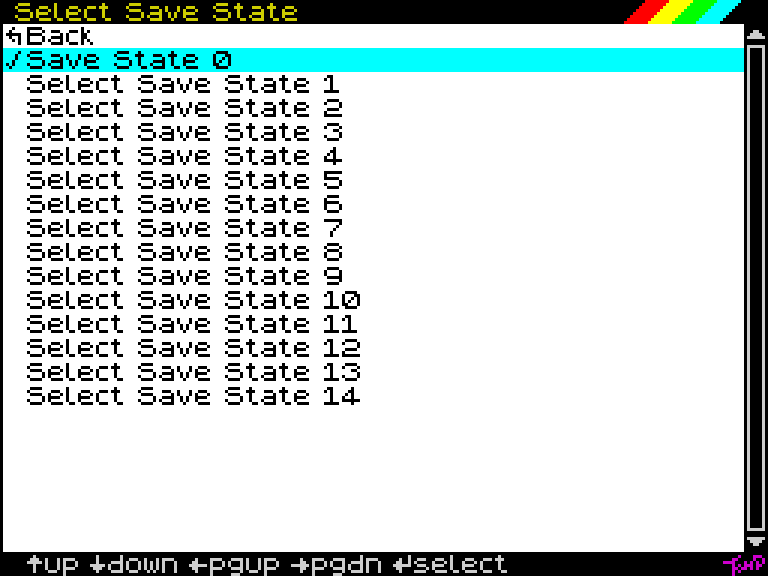 Select Save State
↰Back
✓Save State 0
Select Save State 1
Select Save State 2
Select Save State 3
Select Save State 4
Select Save State 5
Select Save State 6
Select Save State 7
Select Save State 8
Select Save State 9
Select Save State 10
Select Save State 11
Select Save State 12
Select Save State 13
Select Save State 14
↑up ↓down ←pgup →pgdn ↵select